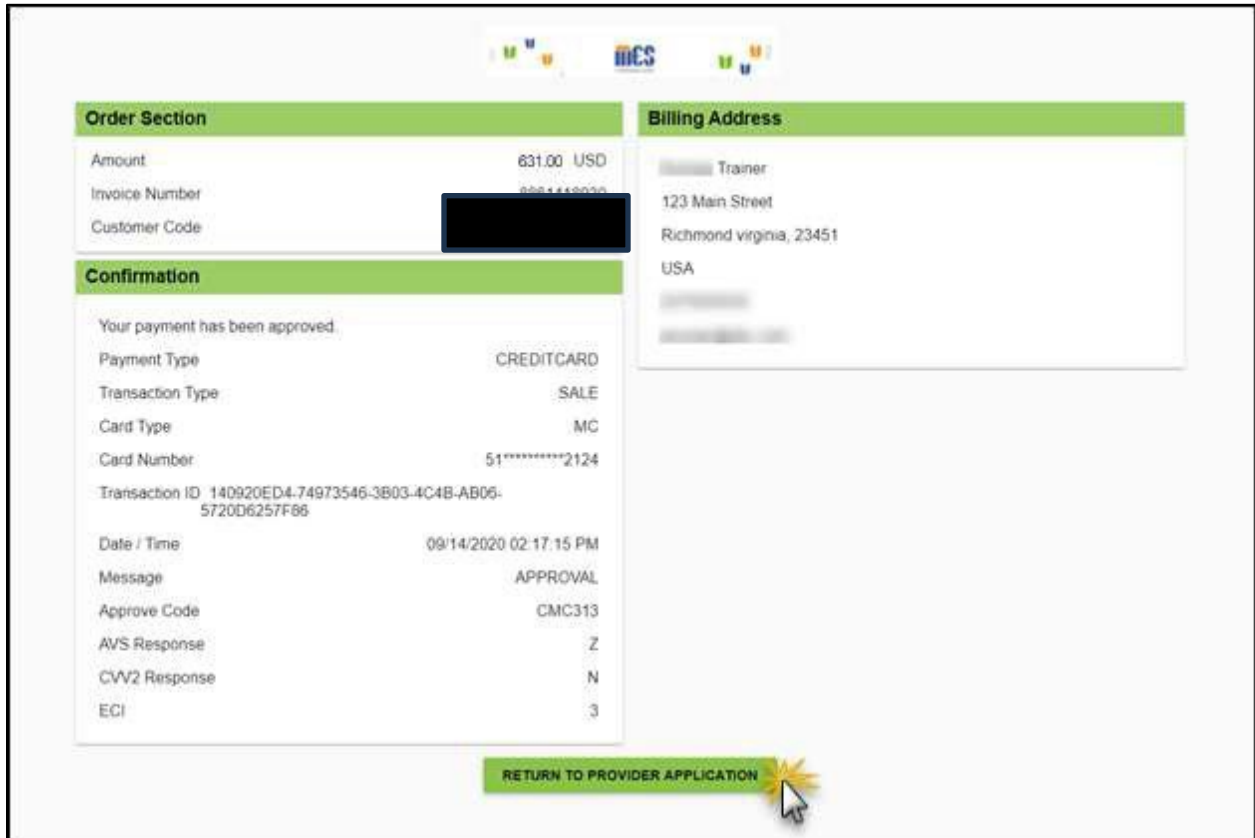 mes
Order Section
Amount 631.00 USD
Invoice Number
Customer Code
Confirmation
Your payment has been approved.
Payment Type CREDITCARD
Transaction Type SALE
Card Type MC
Card Number 51**********2124
Transaction ID 140920ED4-74973546-3B03-4C4B-AB06-
5720D6257F86
Date / Time 09/14/2020 02:17:15 PM
Message APPROVAL
Approve Code CMC313
AVS Response Z
CVV2 Response N
ECI 3
Billing Address
Trainer
123 Main Street
Richmond virginia, 23451
USA
RETURN TO PROVIDER APPLICATION